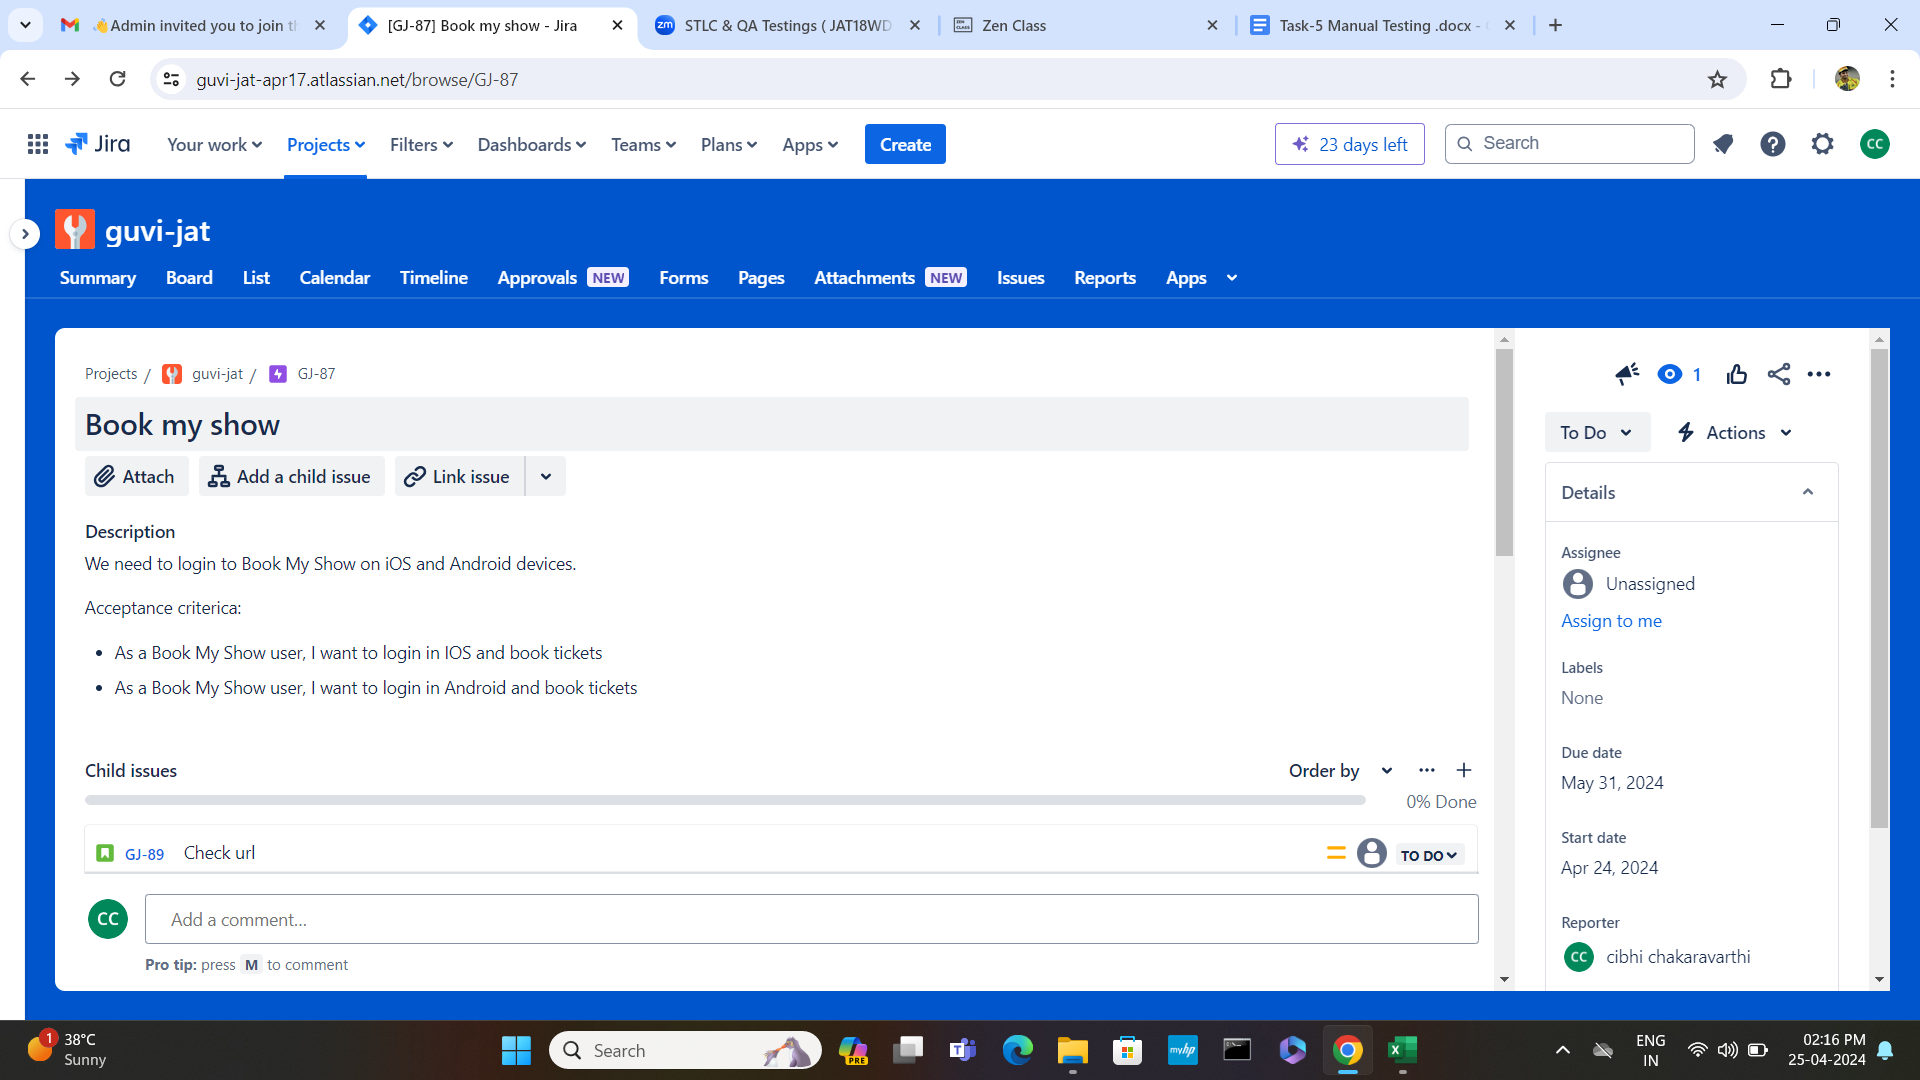 👋Admin invited you to join th
[GJ-87] Book my show - Jira
zm STLC & QA Testings ( JAT18WD
ZEN CLASS Zen Class
Task-5 Manual Testing .docx -
guvi-jat-apr17.atlassian.net/browse/GJ-87
Jira Your work Projects Filters Dashboards Teams Plans Apps Create 23 days left Search CC
guvi-jat
Summary Board List Calendar Timeline Approvals NEW Forms Pages Attachments NEW Issues Reports Apps
Projects / guvi-jat / GJ-87
1
Book my show
To Do Actions
Attach Add a child issue Link issue
Details
Description
We need to login to Book My Show on iOS and Android devices.
Acceptance criterica:
• As a Book My Show user, I want to login in IOS and book tickets
• As a Book My Show user, I want to login in Android and book tickets
Child issues Order by
0% Done
GJ-89 Check url TO DO
CC Add a comment...
Pro tip: press M to comment
Assignee
Unassigned
Assign to me
Labels
None
Due date
May 31, 2024
Start date
Apr 24, 2024
Reporter
CC cibhi chakaravarthi
1 38°C
Sunny
Search
PRE
myhp
ENG
IN
02:16 PM
25-04-2024